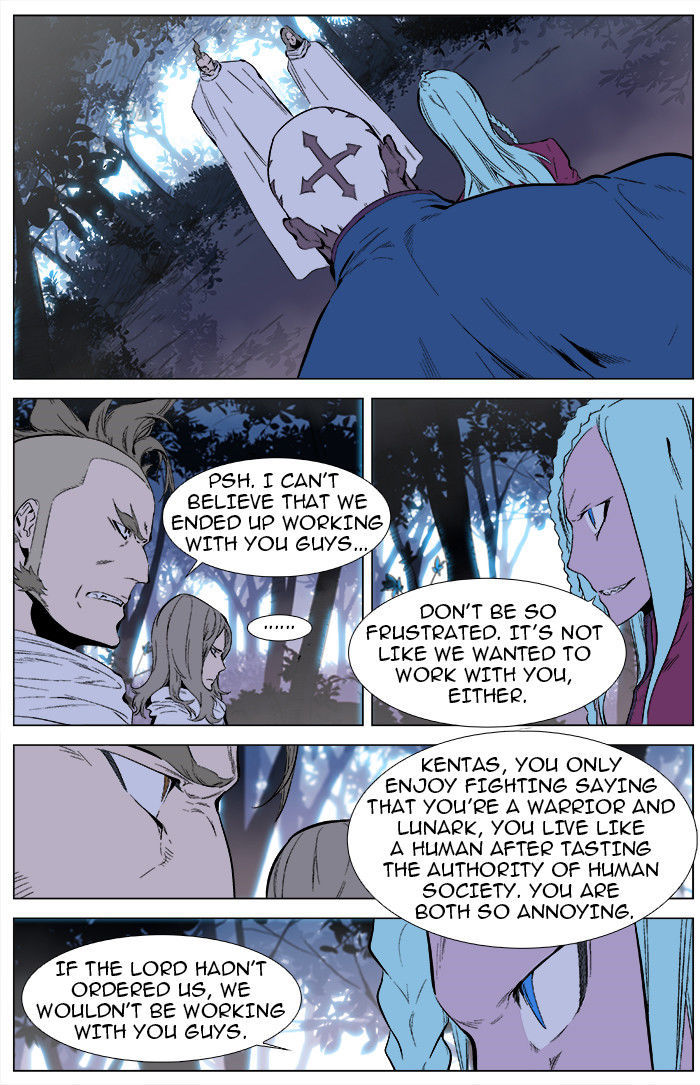 PSH. I CAN'T
BELIEVE THAT WE
ENDED UP WORKING
WITH YOU GUYS...
......
DON'T BE SO
FRUSTRATED. IT'S NOT
LIKE WE WANTED TO
WORK WITH YOU,
EITHER.
KENTAS, YOU ONLY
ENJOY FIGHTING SAYING
THAT YOU'RE A WARRIOR AND
LUNARK, YOU LIVE LIKE
A HUMAN AFTER TASTING
THE AUTHORITY OF HUMAN
SOCIETY. YOU ARE
BOTH SO ANNOYING.
IF THE LORD HADN'T
ORDERED US, WE
WOULDN'T BE WORKING
WITH YOU GUYS.